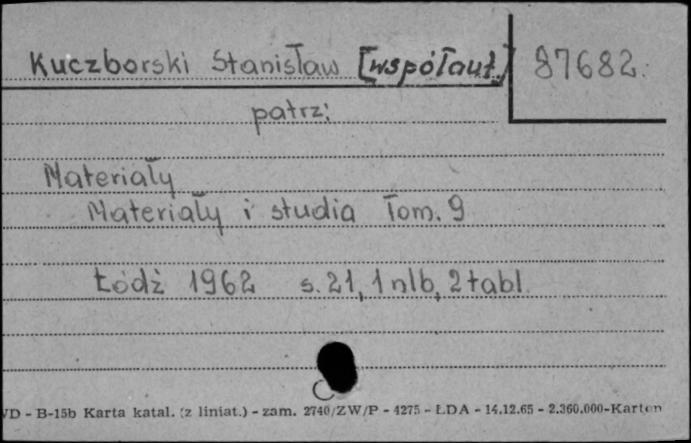 Kuczborski Stanisław [współaut.] 87682.
patrz:
Materiały
Materiały i studia Tom. 9
Łódź 1962 s. 21, 1 nlb, 2 tabl.
VD - B-15b Karta katal. (z liniat.) - zam. 2740/ZW/P - 4275 - ŁDA - 14.12.65 - 2.360.000-Karton